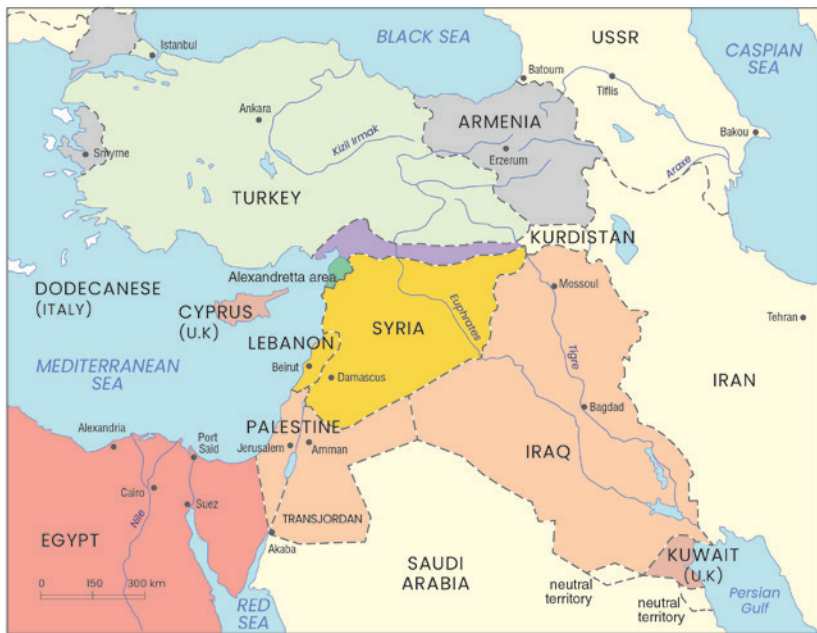 BLACK SEA
USSR
CASPIAN
SEA
Istanbul
Batoum
Tiflis
Ankara
ARMENIA
Bakou
Kizil Irmak
Smyrne
Erzerum
Araxe
TURKEY
KURDISTAN
Alexandretta area
DODECANESE
(ITALY)
CYPRUS
(U.K)
Mossoul
SYRIA
Euphrates
Tehran
LEBANON
Tigre
MEDITERRANEAN
SEA
Beirut
Damascus
IRAN
Alexandria
Port
Said
PALESTINE
Bagdad
Jerusalem
Amman
IRAQ
Cairo
Suez
Nile
TRANSJORDAN
EGYPT
Akaba
SAUDI
ARABIA
KUWAIT
(U.K)
0 150 300 km
neutral
territory
neutral
territory
Persian
Gulf
RED
SEA